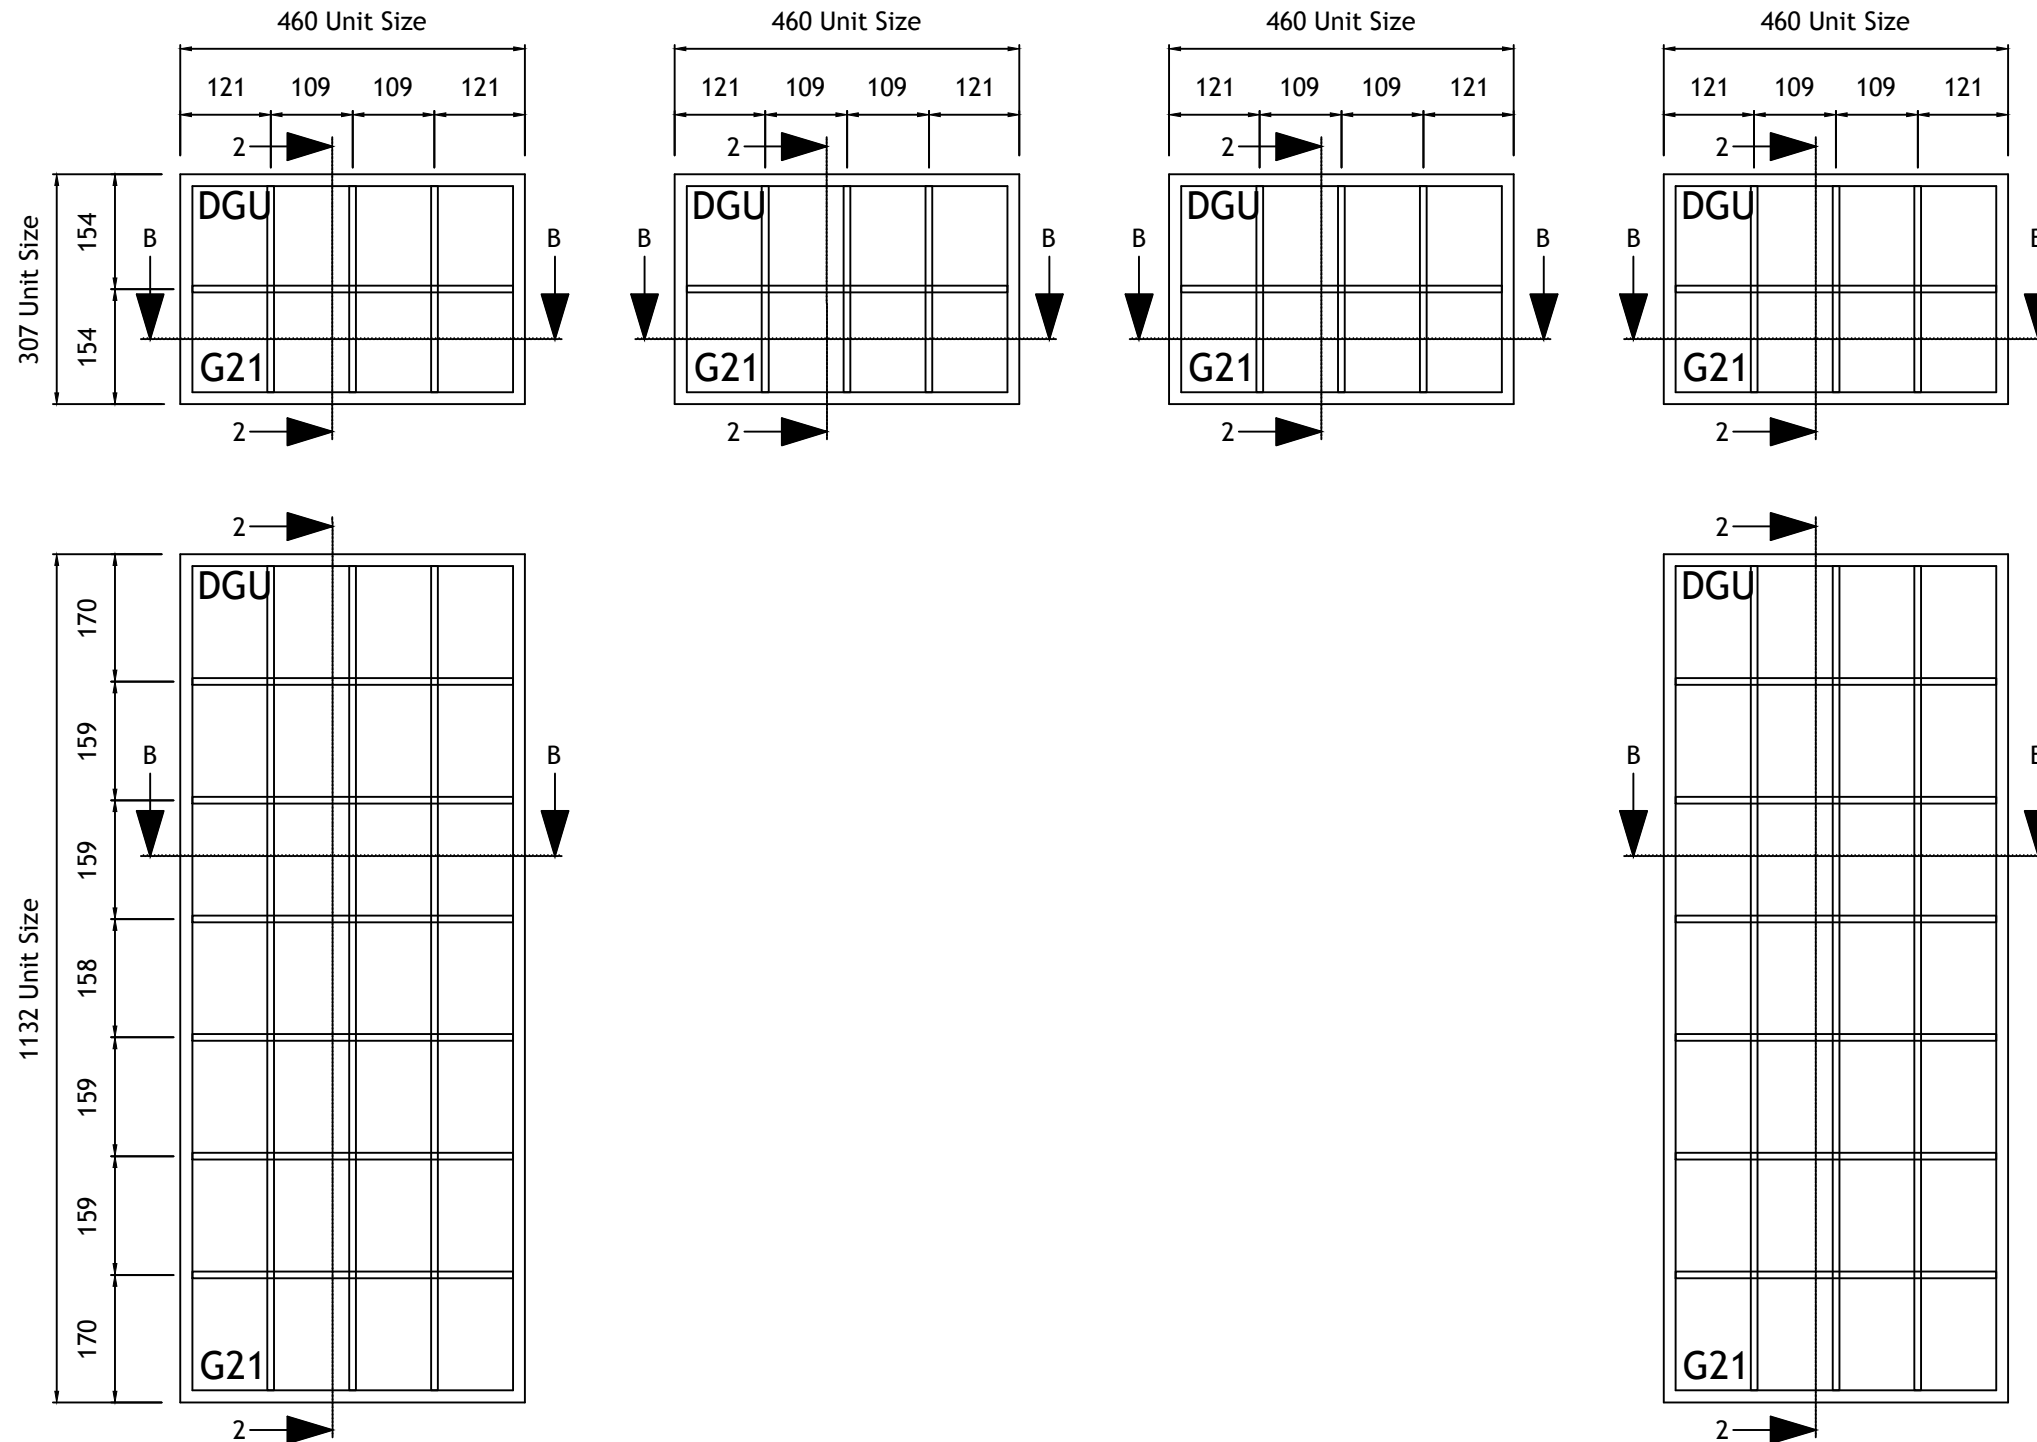 460 Unit Size 460 Unit Size 460 Unit Size 460 Unit Size
121 109 109 121 121 109 109 121 121 109 109 121 121 109 109 121
2 2 2 2
307 Unit Size
154
DGU DGU DGU DGU
B B B B B B B B
154
G21 G21 G21 G21
2 2 2 2
2 2
1132 Unit Size
170
DGU DGU
159
B B B B
159
158
159
159
170
G21 G21
2 2